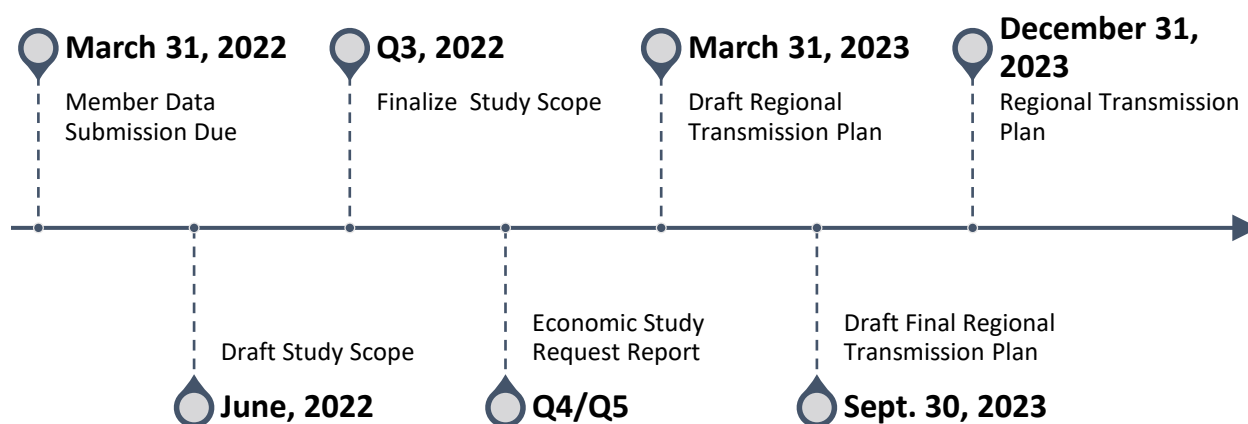 March 31, 2022
Member Data
Submission Due
Q3, 2022
Finalize Study Scope
March 31, 2023
Draft Regional
Transmission Plan
December 31,
2023
Regional Transmission
Plan
Draft Study Scope
June, 2022
Economic Study
Request Report
Q4/Q5
Draft Final Regional
Transmission Plan
Sept. 30, 2023